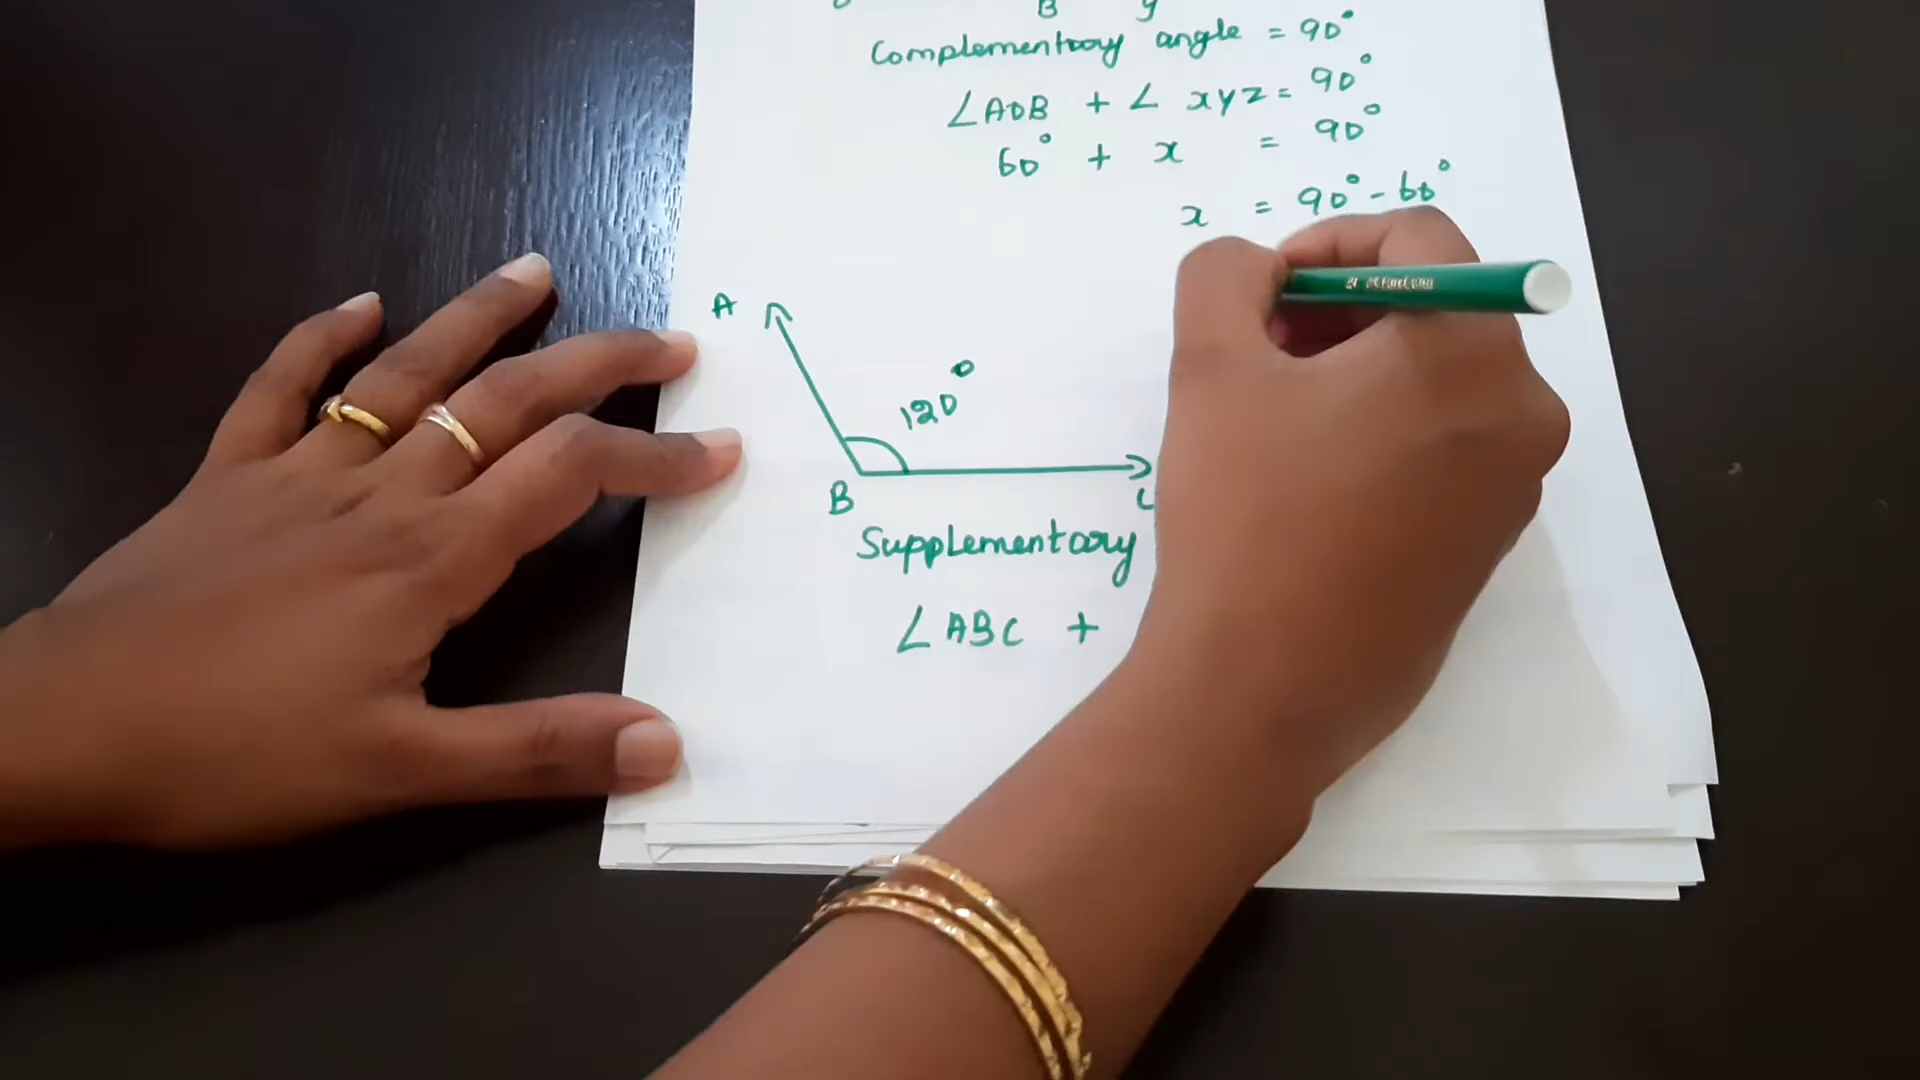 B y
Complementary angle = 90°
∠AOB + ∠ xyz = 90°
60° + x = 90°
x = 90° - 60°
A
120°
B C
Supplementary
∠ABC +